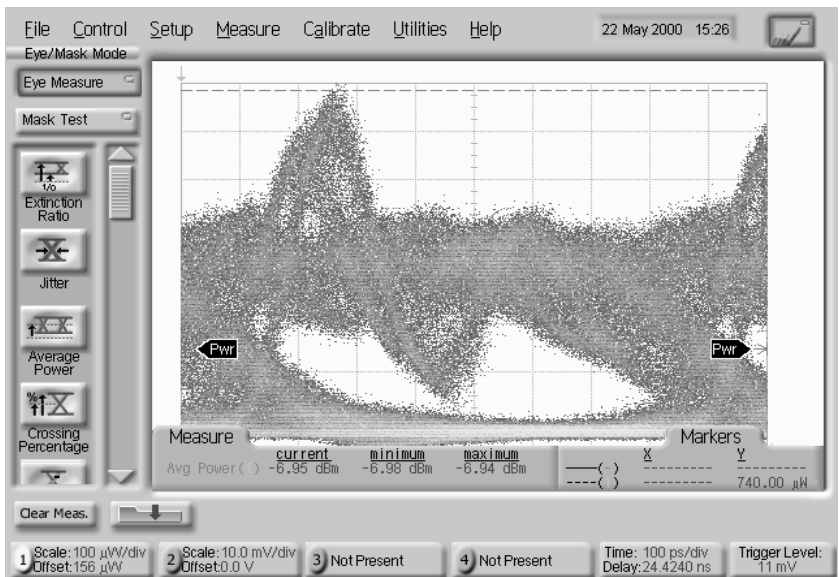 File Control Setup Measure Calibrate Utilities Help 22 May 2000 15:26
Eye/Mask Mode
Eye Measure
Mask Test
1/0
Extinction
Ratio
Jitter
Average
Power
%
Crossing
Percentage
Pwr
Pwr
Measure
current minimum maximum
Avg Power( ) -6.95 dBm -6.98 dBm -6.94 dBm
Markers
X Y
——(-) --------- ---------
----( ) --------- 740.00 µW
Clear Meas.
1 Scale: 100 µW/div
Offset: 156 µW
2 Scale: 10.0 mV/div
Offset: 0.0 V
3 Not Present
4 Not Present
Time: 100 ps/div
Delay: 24.4240 ns
Trigger Level:
11 mV